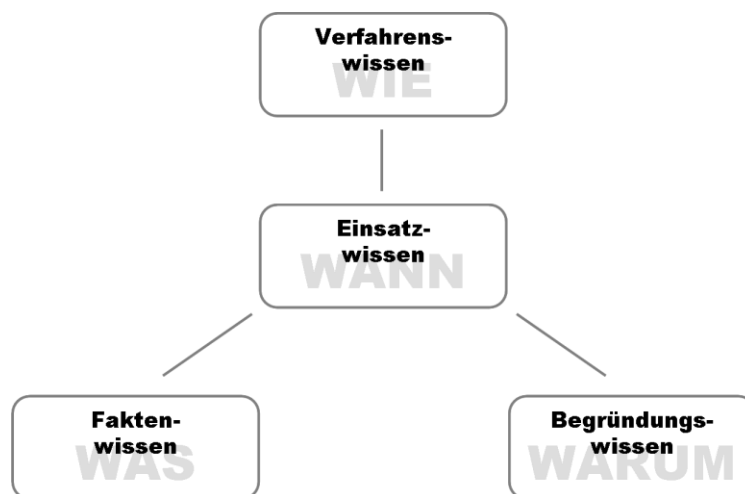 Verfahrens-
wissen
WIE
Einsatz-
wissen
WANN
Fakten-
wissen
WAS
Begründungs-
wissen
WARUM